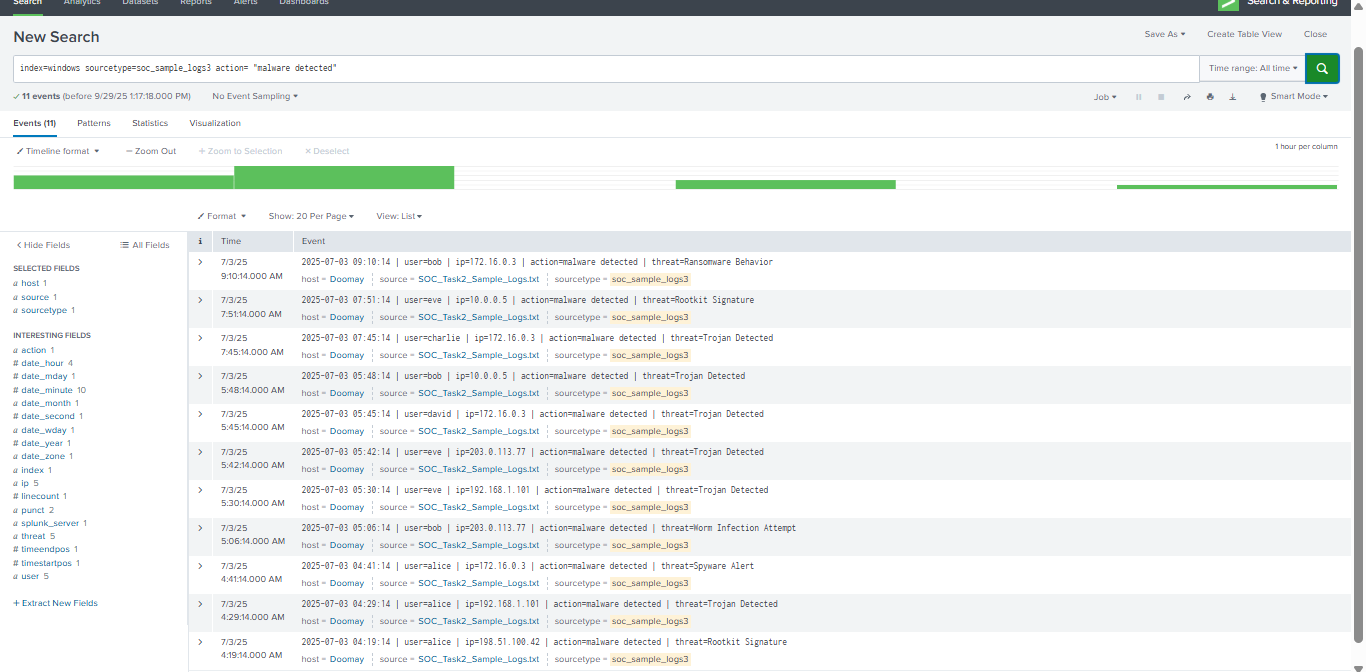 Search Analytics Datasets Reports Alerts Dashboards Search & Reporting
New Search
Save As ▾ Create Table View Close
index=windows sourcetype=soc_sample_logs3 action= "malware detected"
Time range: All time ▾
✓ 11 events (before 9/29/25 1:17:18.000 PM) No Event Sampling ▾
Job ▾ Smart Mode ▾
Events (11) Patterns Statistics Visualization
Timeline format ▾ — Zoom Out + Zoom to Selection × Deselect
1 hour per column
Format ▾ Show: 20 Per Page ▾ View: List ▾
< Hide Fields All Fields
SELECTED FIELDS
a host 1
a source 1
a sourcetype 1
INTERESTING FIELDS
a action 1
# date_hour 4
# date_mday 1
# date_minute 10
a date_month 1
# date_second 1
a date_wday 1
# date_year 1
a date_zone 1
a index 1
a ip 5
# linecount 1
a punct 2
a splunk_server 1
a threat 5
# timeendpos 1
# timestartpos 1
a user 5
+ Extract New Fields
i Time Event
7/3/25 2025-07-03 09:10:14 | user=bob | ip=172.16.0.3 | action=malware detected | threat=Ransomware Behavior
9:10:14.000 AM host = Doomay source = SOC_Task2_Sample_Logs.txt sourcetype = soc_sample_logs3
7/3/25 2025-07-03 07:51:14 | user=eve | ip=10.0.0.5 | action=malware detected | threat=Rootkit Signature
7:51:14.000 AM host = Doomay source = SOC_Task2_Sample_Logs.txt sourcetype = soc_sample_logs3
7/3/25 2025-07-03 07:45:14 | user=charlie | ip=172.16.0.3 | action=malware detected | threat=Trojan Detected
7:45:14.000 AM host = Doomay source = SOC_Task2_Sample_Logs.txt sourcetype = soc_sample_logs3
7/3/25 2025-07-03 05:48:14 | user=bob | ip=10.0.0.5 | action=malware detected | threat=Trojan Detected
5:48:14.000 AM host = Doomay source = SOC_Task2_Sample_Logs.txt sourcetype = soc_sample_logs3
7/3/25 2025-07-03 05:45:14 | user=david | ip=172.16.0.3 | action=malware detected | threat=Trojan Detected
5:45:14.000 AM host = Doomay source = SOC_Task2_Sample_Logs.txt sourcetype = soc_sample_logs3
7/3/25 2025-07-03 05:42:14 | user=eve | ip=203.0.113.77 | action=malware detected | threat=Trojan Detected
5:42:14.000 AM host = Doomay source = SOC_Task2_Sample_Logs.txt sourcetype = soc_sample_logs3
7/3/25 2025-07-03 05:30:14 | user=eve | ip=192.168.1.101 | action=malware detected | threat=Trojan Detected
5:30:14.000 AM host = Doomay source = SOC_Task2_Sample_Logs.txt sourcetype = soc_sample_logs3
7/3/25 2025-07-03 05:06:14 | user=bob | ip=203.0.113.77 | action=malware detected | threat=Worm Infection Attempt
5:06:14.000 AM host = Doomay source = SOC_Task2_Sample_Logs.txt sourcetype = soc_sample_logs3
7/3/25 2025-07-03 04:41:14 | user=alice | ip=172.16.0.3 | action=malware detected | threat=Spyware Alert
4:41:14.000 AM host = Doomay source = SOC_Task2_Sample_Logs.txt sourcetype = soc_sample_logs3
7/3/25 2025-07-03 04:29:14 | user=alice | ip=192.168.1.101 | action=malware detected | threat=Trojan Detected
4:29:14.000 AM host = Doomay source = SOC_Task2_Sample_Logs.txt sourcetype = soc_sample_logs3
7/3/25 2025-07-03 04:19:14 | user=alice | ip=198.51.100.42 | action=malware detected | threat=Rootkit Signature
4:19:14.000 AM host = Doomay source = SOC_Task2_Sample_Logs.txt sourcetype = soc_sample_logs3